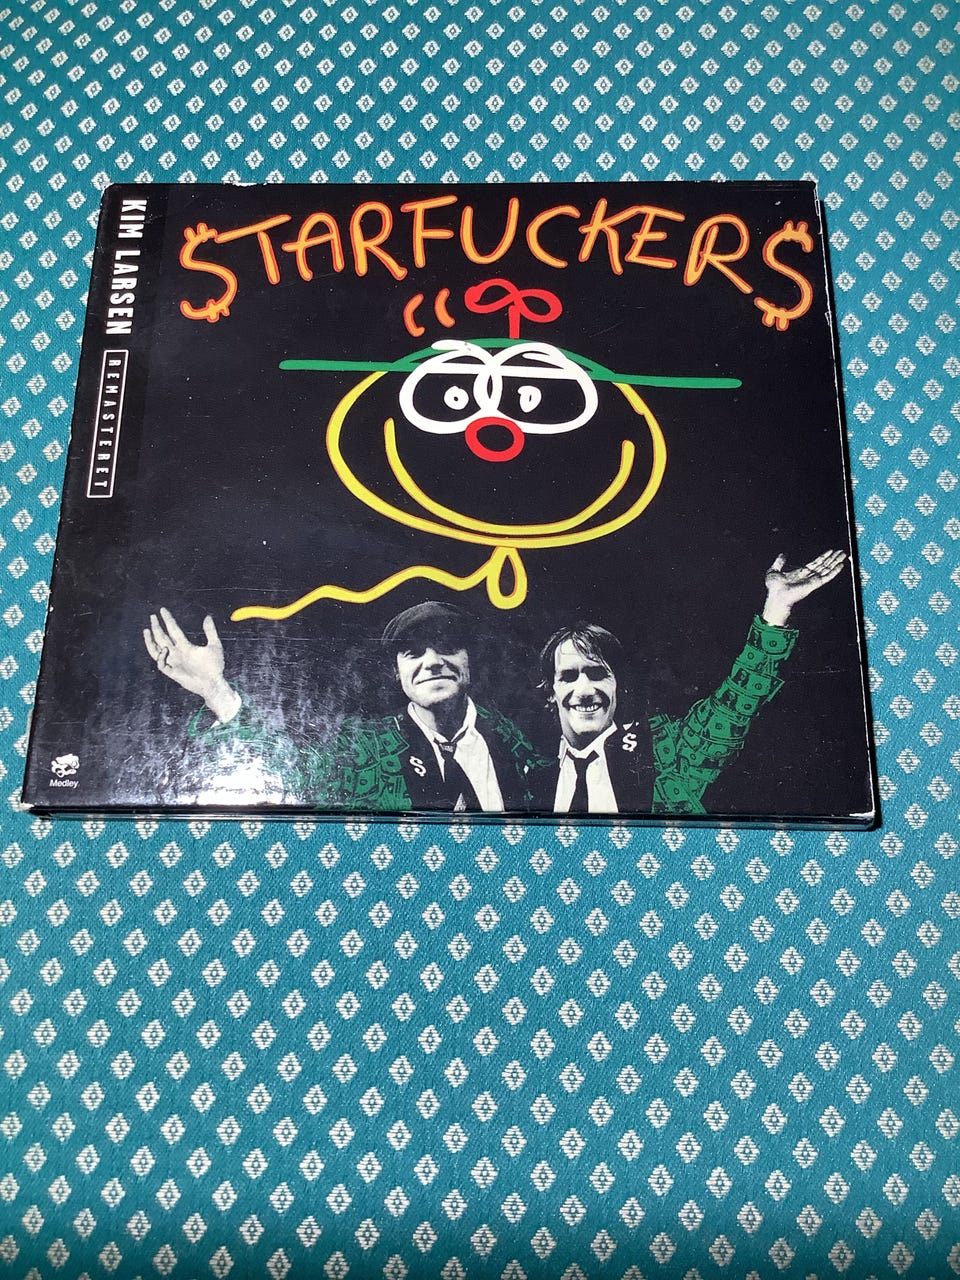 $TARFUCKER$
KIM LARSEN
REMASTERET
$
$
Medley